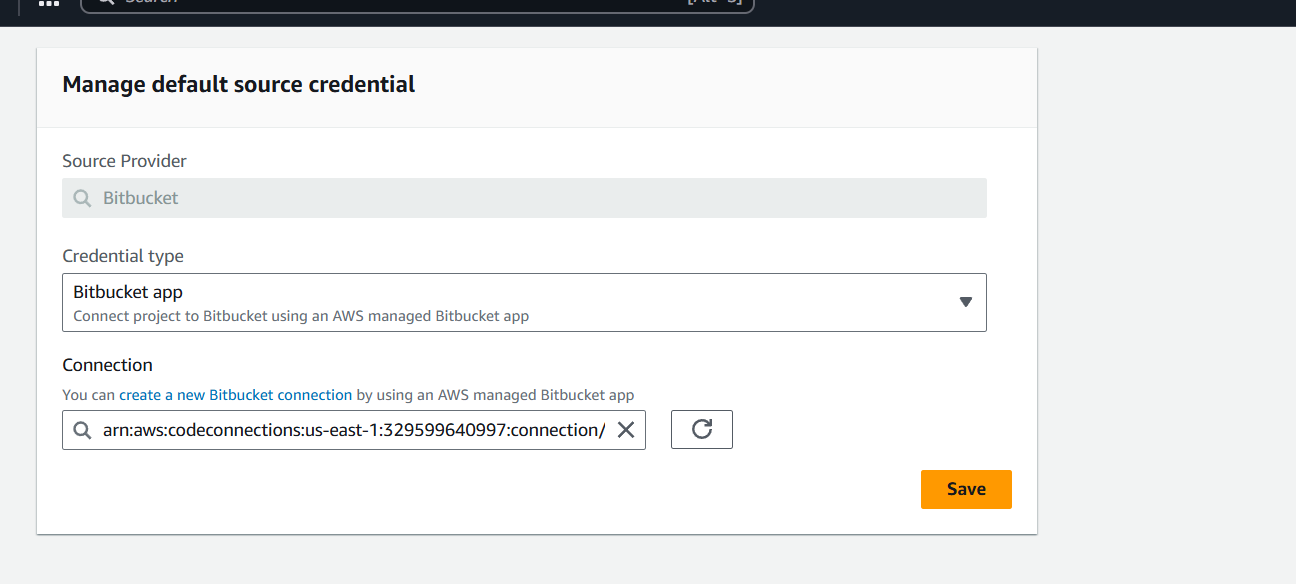 Manage default source credential
Source Provider
Bitbucket
Credential type
Bitbucket app
Connect project to Bitbucket using an AWS managed Bitbucket app
Connection
You can create a new Bitbucket connection by using an AWS managed Bitbucket app
arn:aws:codeconnections:us-east-1:329599640997:connection/
Save